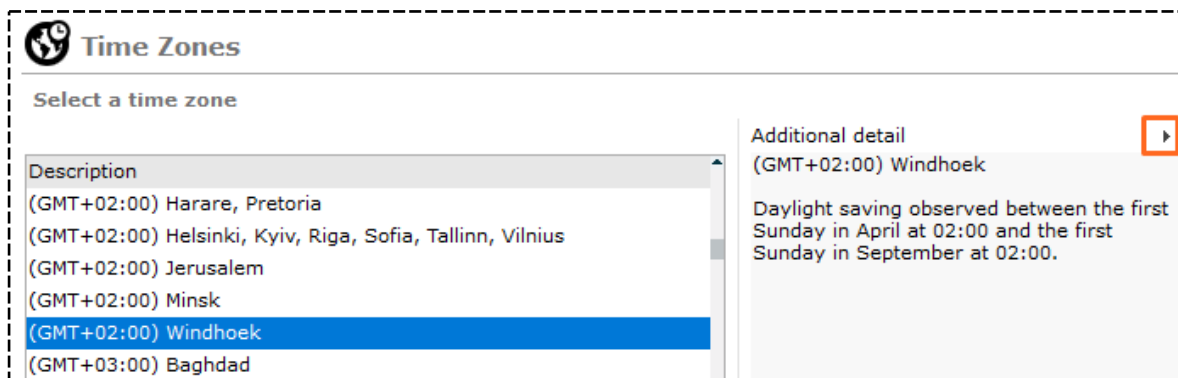 Time Zones
Select a time zone
Description
(GMT+02:00) Harare, Pretoria
(GMT+02:00) Helsinki, Kyiv, Riga, Sofia, Tallinn, Vilnius
(GMT+02:00) Jerusalem
(GMT+02:00) Minsk
(GMT+02:00) Windhoek
(GMT+03:00) Baghdad
Additional detail
(GMT+02:00) Windhoek
Daylight saving observed between the first
Sunday in April at 02:00 and the first
Sunday in September at 02:00.